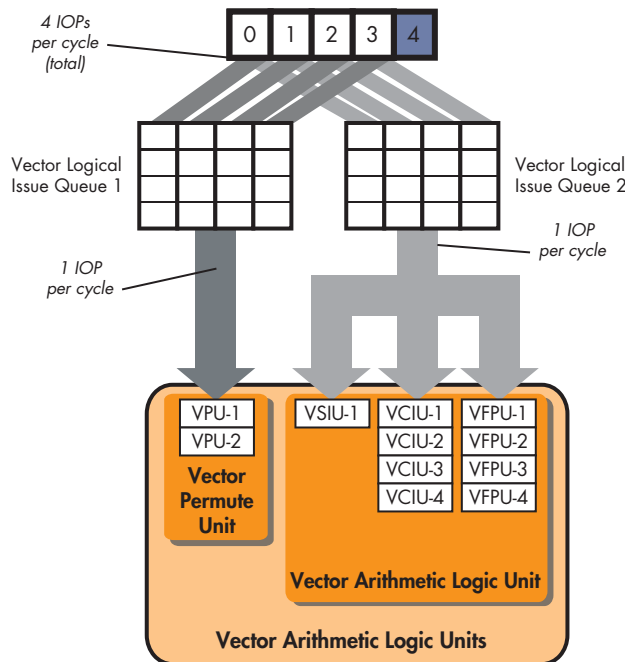 4 IOPs
per cycle
(total)
0 1 2 3 4
Vector Logical
Issue Queue 1
Vector Logical
Issue Queue 2
1 IOP
per cycle
1 IOP
per cycle
VPU-1
VPU-2
Vector
Permute
Unit
VSIU-1
VCIU-1
VCIU-2
VCIU-3
VCIU-4
VFPU-1
VFPU-2
VFPU-3
VFPU-4
Vector Arithmetic Logic Unit
Vector Arithmetic Logic Units